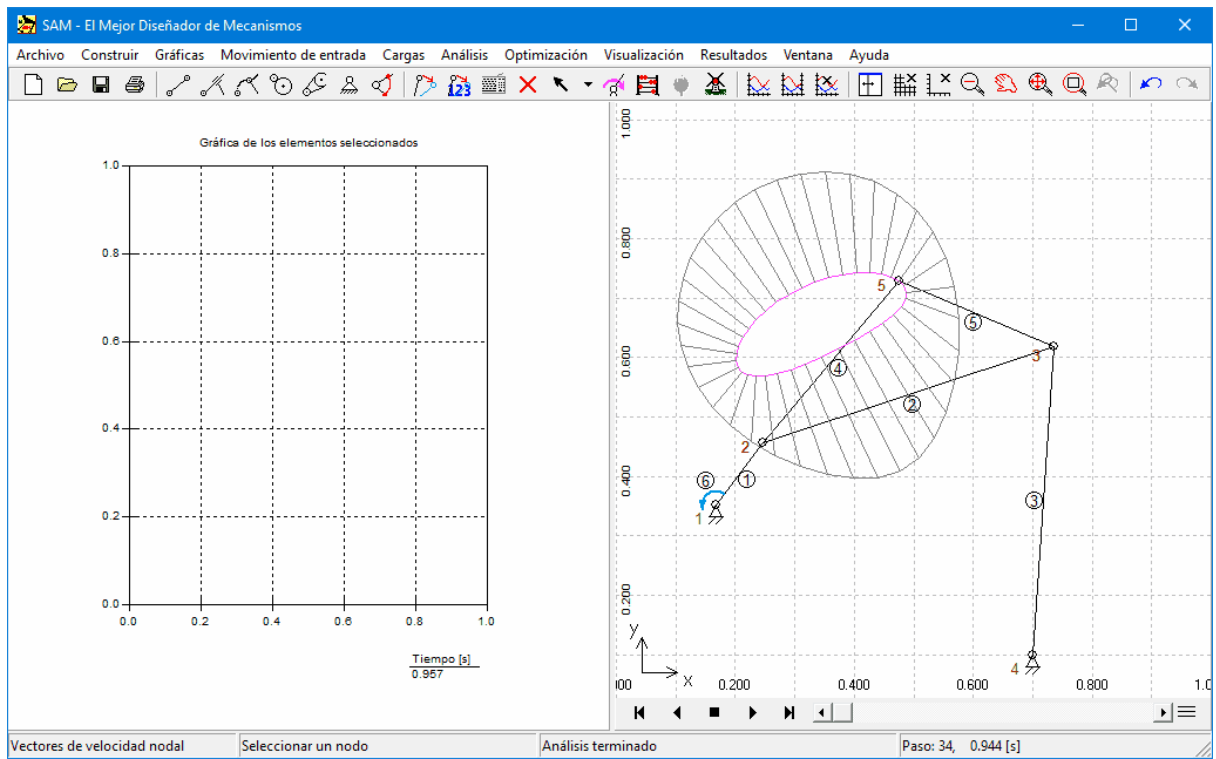 SAM - El Mejor Diseñador de Mecanismos
Archivo Construir Gráficas Movimiento de entrada Cargas Análisis Optimización Visualización Resultados Ventana Ayuda
123
Gráfica de los elementos seleccionados
1.0
0.8
0.6
0.4
0.2
0.0
0.0 0.2 0.4 0.6 0.8 1.0
Tiempo [s]
0.957
1.000
0.800
0.600
0.400
0.200
5
5
3
4
2
2
6
1
1
3
4
y
x
00 0.200 0.400 0.600 0.800 1.0
Vectores de velocidad nodal
Seleccionar un nodo
Análisis terminado
Paso: 34, 0.944 [s]